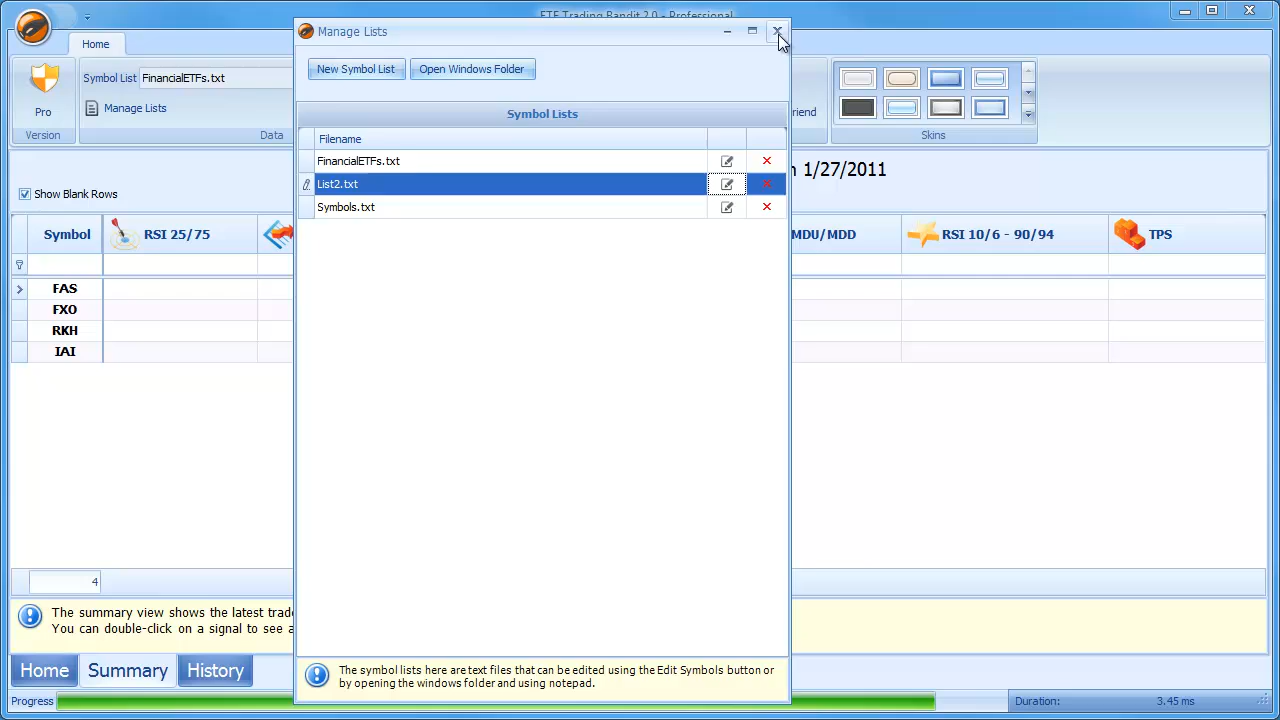 ETF Trading Bandit 2.0 - Professional
Manage Lists
Home
New Symbol List
Open Windows Folder
Symbol List
FinancialETFs.txt
Manage Lists
Pro
Version
Data
riend
Skins
Symbol Lists
Filename
FinancialETFs.txt
List2.txt
Symbols.txt
n 1/27/2011
Show Blank Rows
Symbol
RSI 25/75
MDU/MDD
RSI 10/6 - 90/94
TPS
FAS
FXO
RKH
IAI
4
The summary view shows the latest trade
You can double-click on a signal to see a
The symbol lists here are text files that can be edited using the Edit Symbols button or
by opening the windows folder and using notepad.
Home
Summary
History
Progress
Duration:
3.45 ms